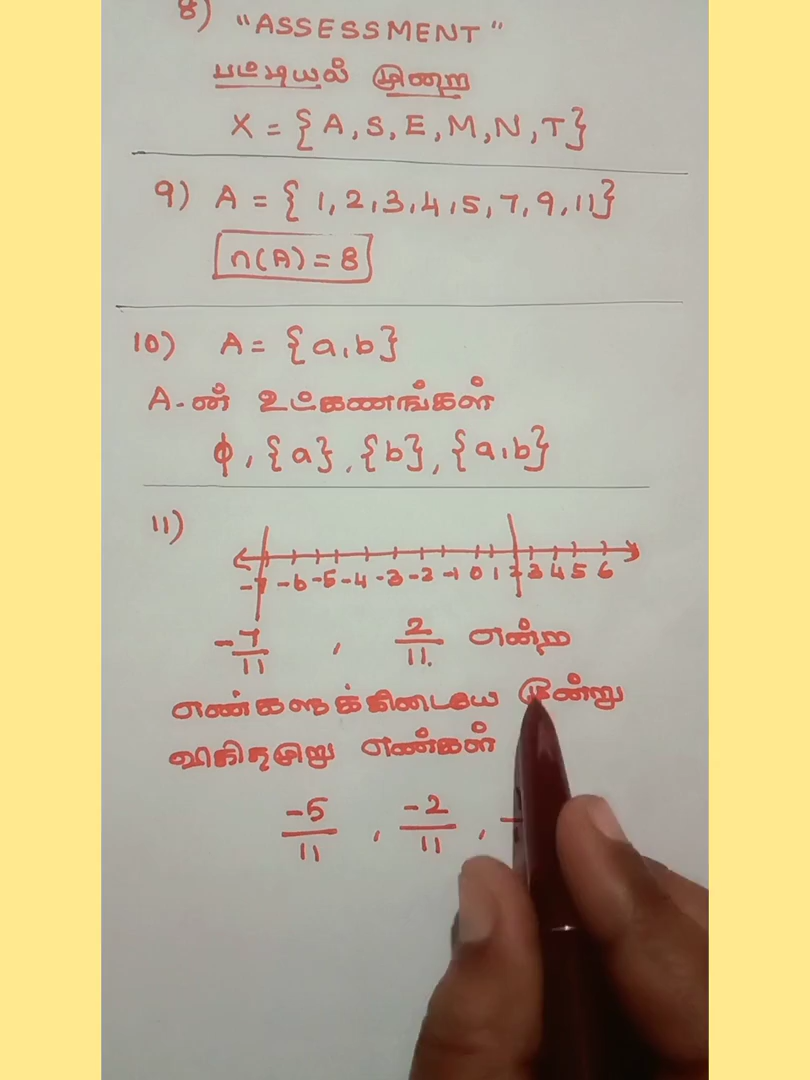 8) "ASSESSMENT"
பட்டியல் முறை
X = { A, S, E, M, N, T}
9) A = { 1, 2, 3, 4, 5, 7, 9, 11}
n(A) = 8
10) A = {a, b}
A-ன் உட்கணங்கள்
ϕ, {a}, {b}, {a, b}
11)
-7 -6 -5 -4 -3 -2 -1 0 1 2 3 4 5 6
-7/11 , 2/11. என்ற
எண்களுக்கிடையே மூன்று
விகிதமுறு எண்கள்
-5/11 , -2/11 ,